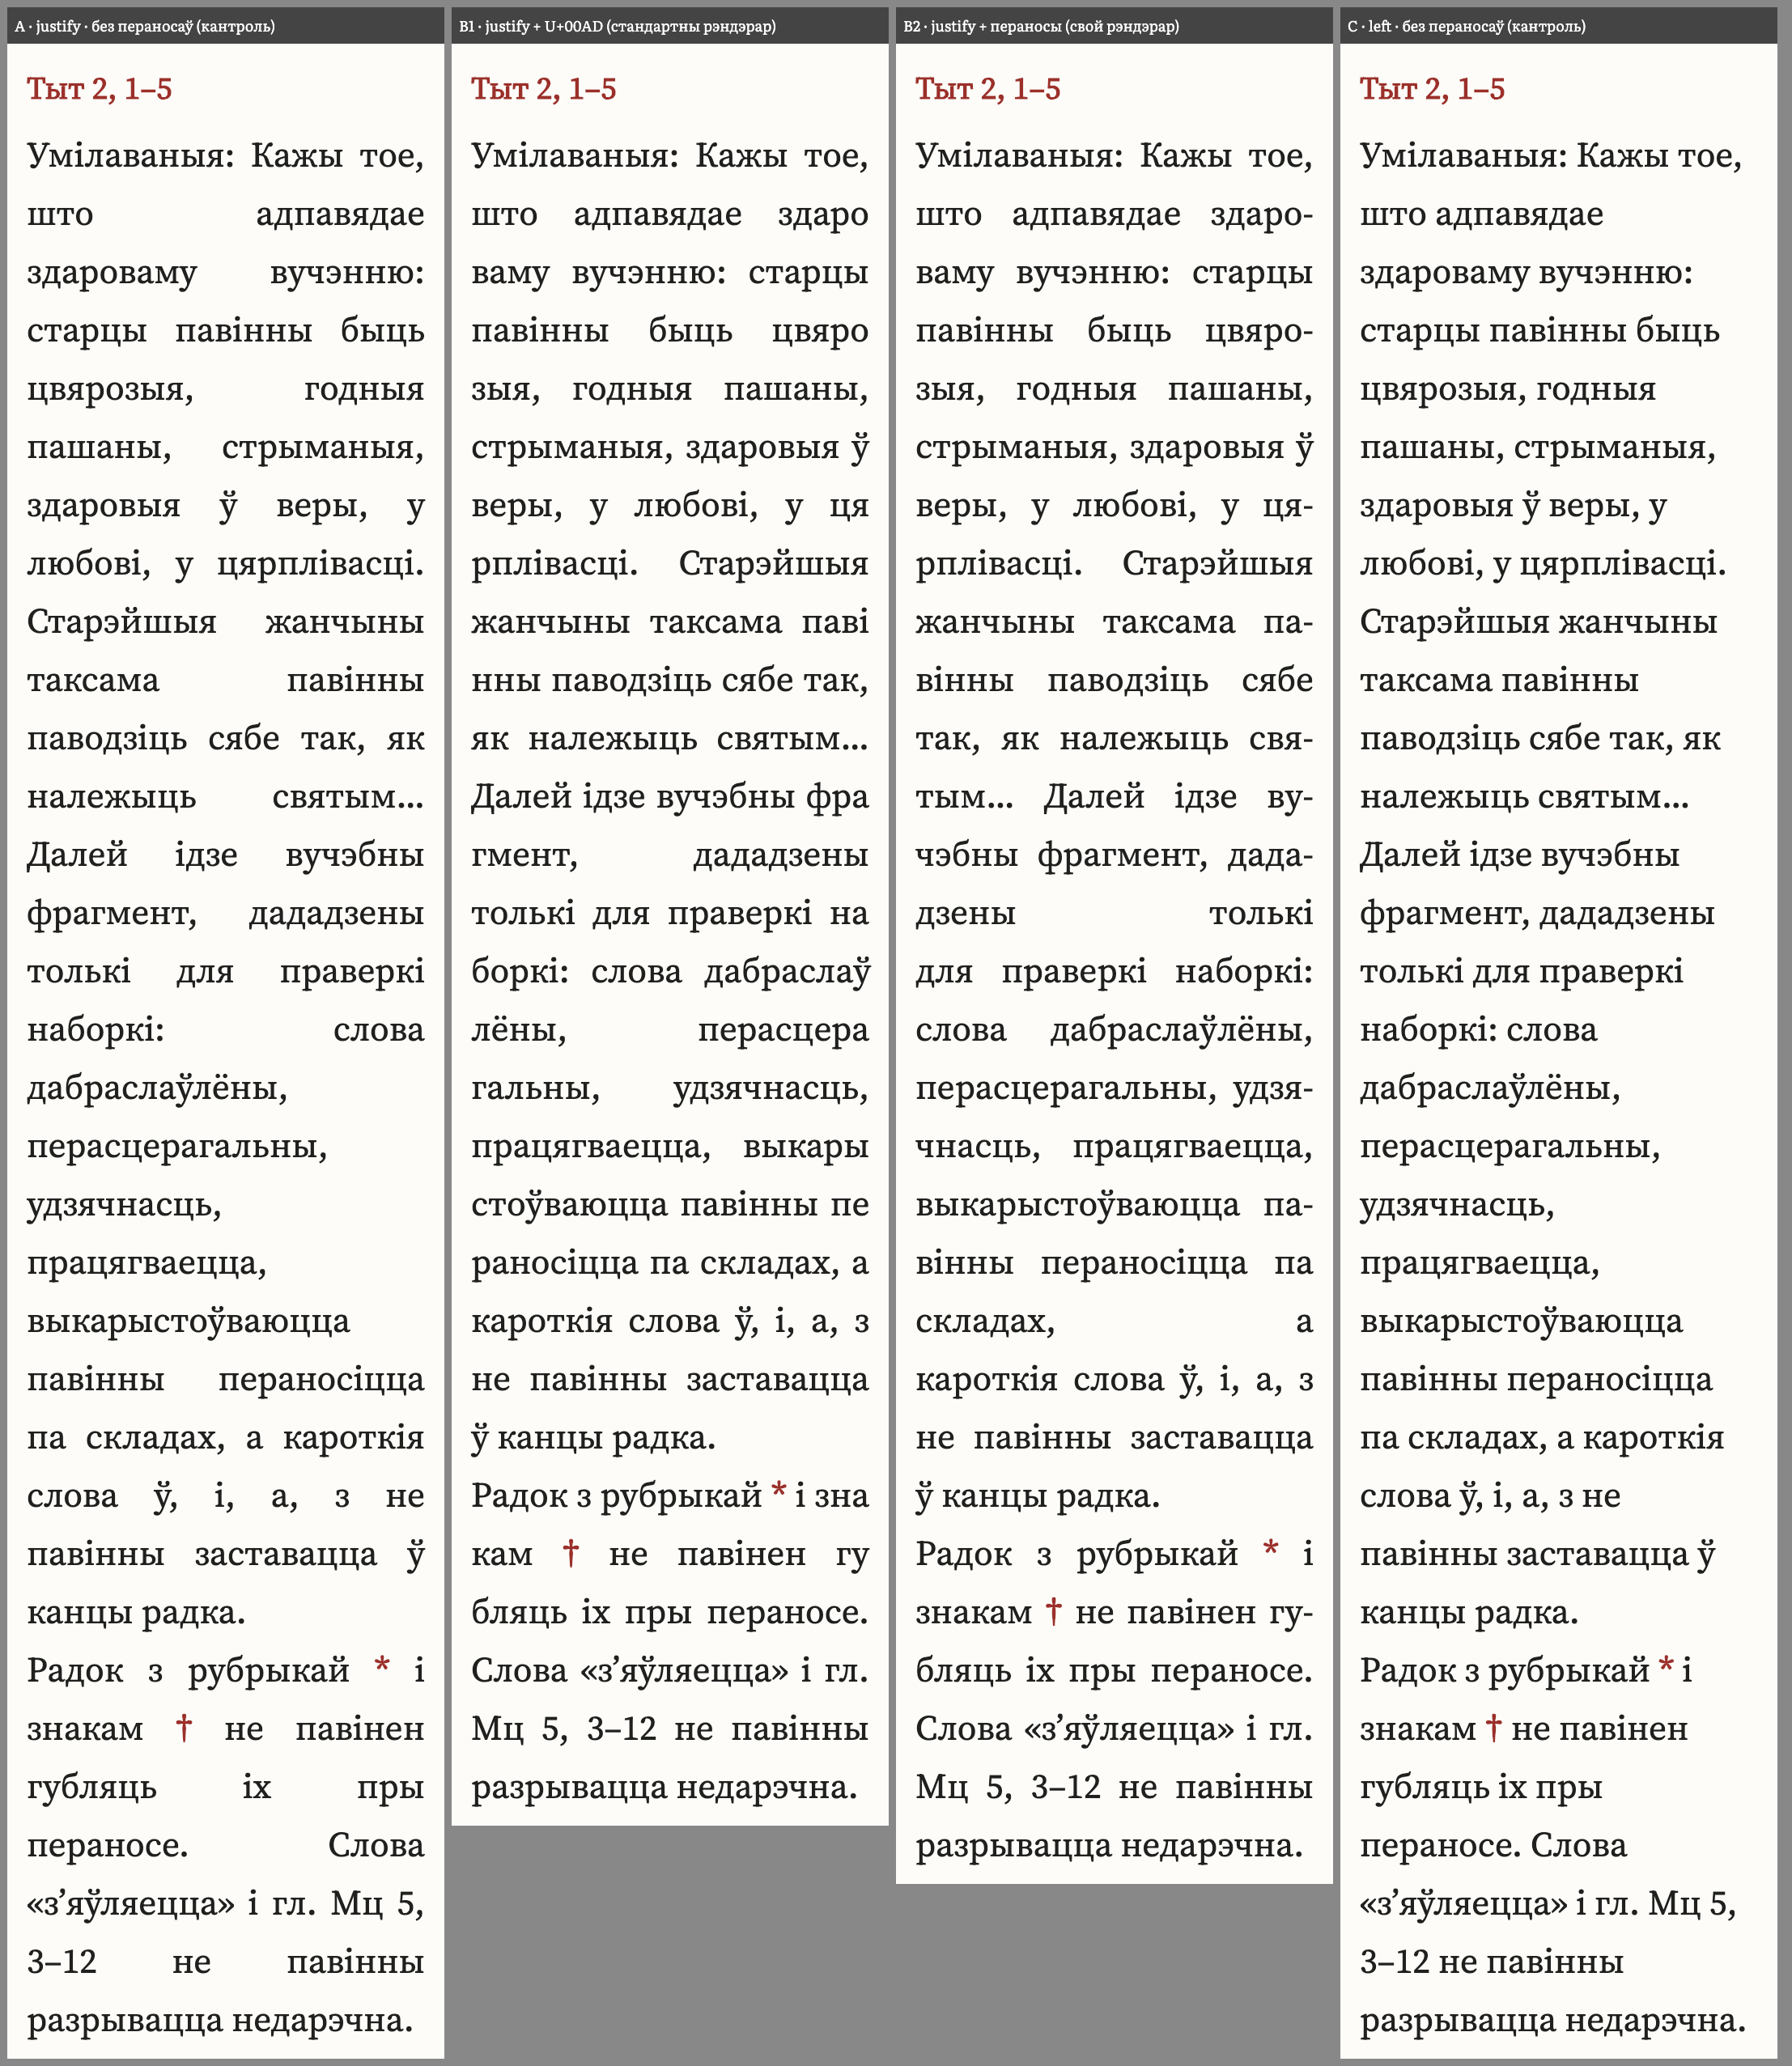 A · justify · без пераносаў (кантроль)
Тыт 2, 1–5
Умілаваныя: Кажы тое,
што адпавядае
здароваму вучэнню:
старцы павінны быць
цвярозыя, годныя
пашаны, стрыманыя,
здаровыя ў веры, у
любові, у цярплівасці.
Старэйшыя жанчыны
таксама павінны
паводзіць сябе так, як
належыць святым...
Далей ідзе вучэбны
фрагмент, дададзены
толькі для праверкі
наборкі: слова
дабраслаўлёны,
перасцерагальны,
удзячнасць,
працягваецца,
выкарыстоўваюцца
павінны пераносіцца
па складах, а кароткія
слова ў, і, а, з не
павінны заставацца ў
канцы радка.
Радок з рубрыкай * і
знакам † не павінен
губляць іх пры
пераносе. Слова
«з’яўляецца» і гл. Мц 5,
3–12 не павінны
разрывацца недарэчна.
B1 · justify + U+00AD (стандартны рэндэрар)
Тыт 2, 1–5
Умілаваныя: Кажы тое,
што адпавядае здаро
ваму вучэнню: старцы
павінны быць цвяро
зыя, годныя пашаны,
стрыманыя, здаровыя ў
веры, у любові, у ця
рплівасці. Старэйшыя
жанчыны таксама паві
нны паводзіць сябе так,
як належыць святым...
Далей ідзе вучэбны фра
гмент, дададзены
толькі для праверкі на
боркі: слова дабраслаў
лёны, перасцера
гальны, удзячнасць,
працягваецца, выкары
стоўваюцца павінны пе
раносіцца па складах, а
кароткія слова ў, і, а, з
не павінны заставацца
ў канцы радка.
Радок з рубрыкай * і зна
кам † не павінен гу
бляць іх пры пераносе.
Слова «з’яўляецца» і гл.
Мц 5, 3–12 не павінны
разрывацца недарэчна.
B2 · justify + пераносы (свой рэндэрар)
Тыт 2, 1–5
Умілаваныя: Кажы тое,
што адпавядае здаро-
ваму вучэнню: старцы
павінны быць цвяро-
зыя, годныя пашаны,
стрыманыя, здаровыя ў
веры, у любові, у ця-
рплівасці. Старэйшыя
жанчыны таксама па-
вінны паводзіць сябе
так, як належыць свя-
тым... Далей ідзе ву-
чэбны фрагмент, дада-
дзены толькі
для праверкі наборкі:
слова дабраслаўлёны,
перасцерагальны, удзя-
чнасць, працягваецца,
выкарыстоўваюцца па-
вінны пераносіцца па
складах, а
кароткія слова ў, і, а, з
не павінны заставацца
ў канцы радка.
Радок з рубрыкай * і
знакам † не павінен гу-
бляць іх пры пераносе.
Слова «з’яўляецца» і гл.
Мц 5, 3–12 не павінны
разрывацца недарэчна.
C · left · без пераносаў (кантроль)
Тыт 2, 1–5
Умілаваныя: Кажы тое,
што адпавядае
здароваму вучэнню:
старцы павінны быць
цвярозыя, годныя
пашаны, стрыманыя,
здаровыя ў веры, у
любові, у цярплівасці.
Старэйшыя жанчыны
таксама павінны
паводзіць сябе так, як
належыць святым...
Далей ідзе вучэбны
фрагмент, дададзены
толькі для праверкі
наборкі: слова
дабраслаўлёны,
перасцерагальны,
удзячнасць,
працягваецца,
выкарыстоўваюцца
павінны пераносіцца
па складах, а кароткія
слова ў, і, а, з не
павінны заставацца ў
канцы радка.
Радок з рубрыкай * і
знакам † не павінен
губляць іх пры
пераносе. Слова
«з’яўляецца» і гл. Мц 5,
3–12 не павінны
разрывацца недарэчна.